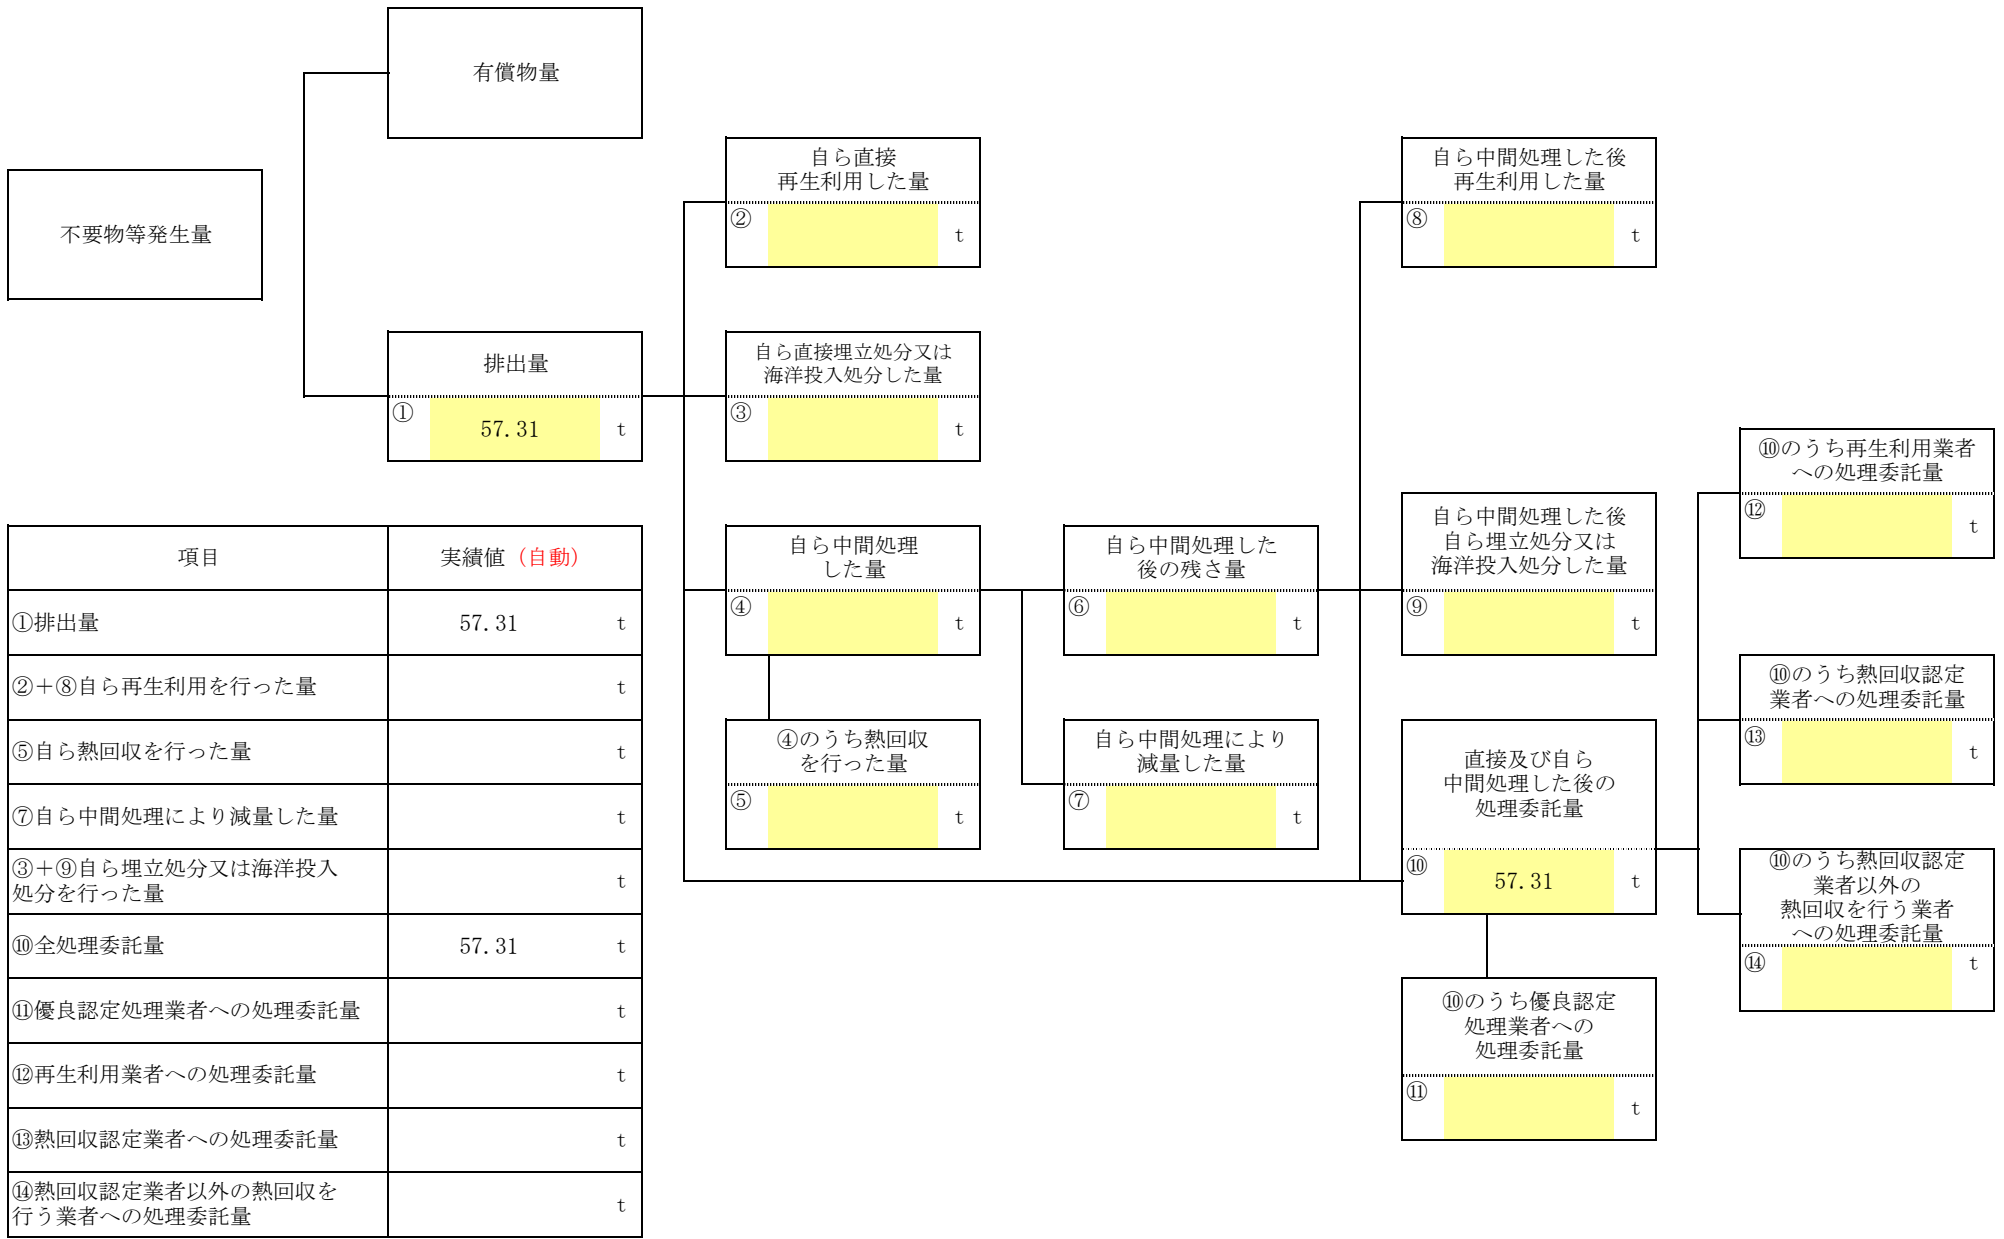 有償物量
不要物等発生量
排出量
①
57.31
t
自ら直接
再生利用した量
②
t
自ら直接埋立処分又は
海洋投入処分した量
③
t
自ら中間処理
した量
④
t
④のうち熱回収
を行った量
⑤
t
自ら中間処理した
後の残さ量
⑥
t
自ら中間処理により
減量した量
⑦
t
自ら中間処理した後
再生利用した量
⑧
t
自ら中間処理した後
自ら埋立処分又は
海洋投入処分した量
⑨
t
直接及び自ら
中間処理した後の
処理委託量
⑩
57.31
t
⑩のうち優良認定
処理業者への
処理委託量
⑪
t
⑩のうち再生利用業者
への処理委託量
⑫
t
⑩のうち熱回収認定
業者への処理委託量
⑬
t
⑩のうち熱回収認定
業者以外の
熱回収を行う業者
への処理委託量
⑭
t
項目 実績値（自動）
①排出量 57.31 t
②＋⑧自ら再生利用を行った量 t
⑤自ら熱回収を行った量 t
⑦自ら中間処理により減量した量 t
③＋⑨自ら埋立処分又は海洋投入
処分を行った量 t
⑩全処理委託量 57.31 t
⑪優良認定処理業者への処理委託量 t
⑫再生利用業者への処理委託量 t
⑬熱回収認定業者への処理委託量 t
⑭熱回収認定業者以外の熱回収を
行う業者への処理委託量 t